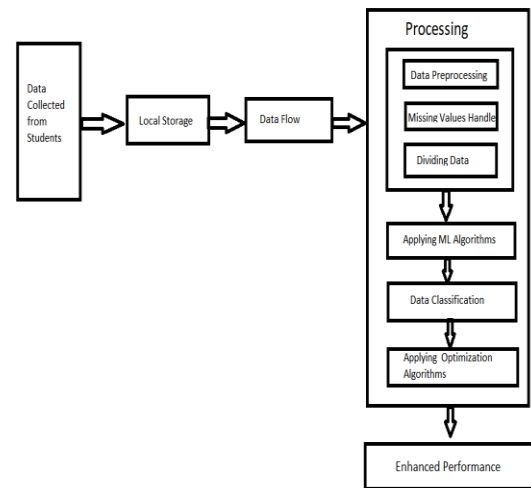 Data
Collected
from
Students
Local Storage
Data Flow
Processing
Data Preprocessing
Missing Values Handle
Dividing Data
Applying ML Algorithms
Data Classification
Applying Optimization
Algorithms
Enhanced Performance